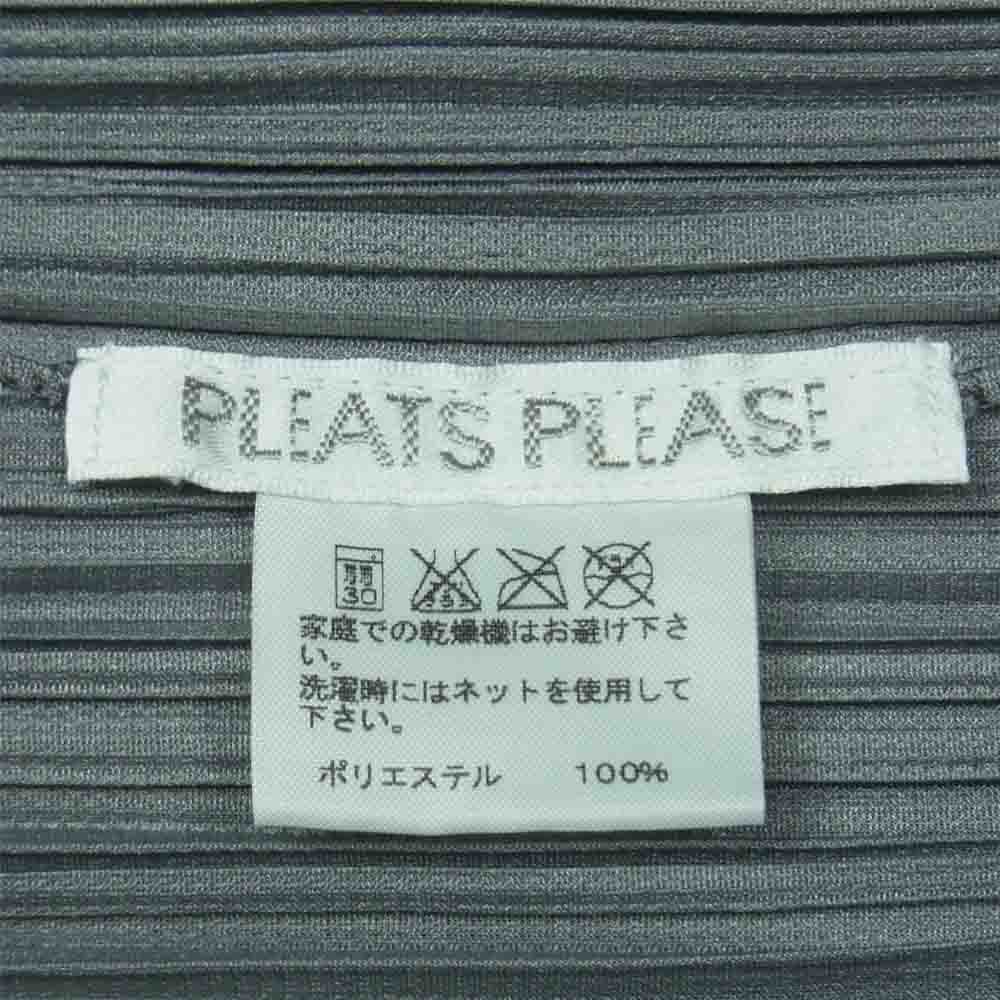 PLEATS PLEASE
30
家庭での乾燥機はお避け下さ
い。
洗濯時にはネットを使用して
下さい。
ポリエステル 100%